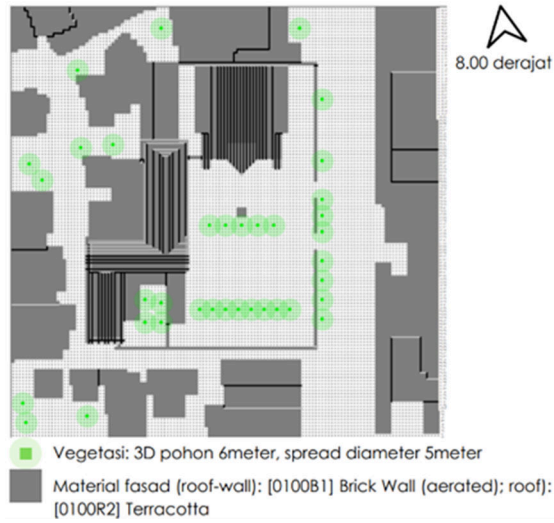 8.00 derajat
Vegetasi: 3D pohon 6meter, spread diameter 5meter
Material fasad (roof-wall): [0100B1] Brick Wall (aerated); roof):
[0100R2] Terracotta